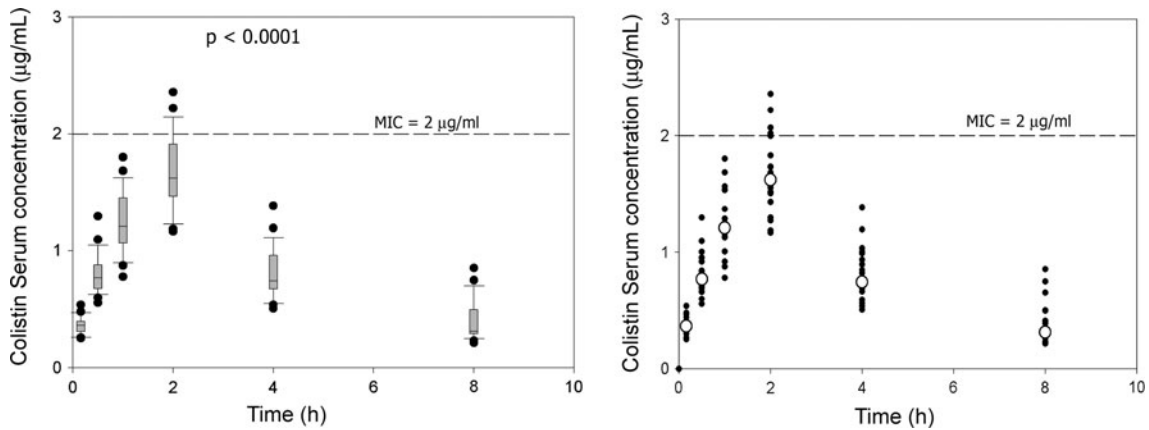 Colistin Serum concentration (μg/mL)
3
2
1
0
p < 0.0001
MIC = 2 μg/ml
0 2 4 6 8 10
Time (h)
Colistin Serum concentration (μg/mL)
3
2
1
0
MIC = 2 μg/ml
0 2 4 6 8 10
Time (h)